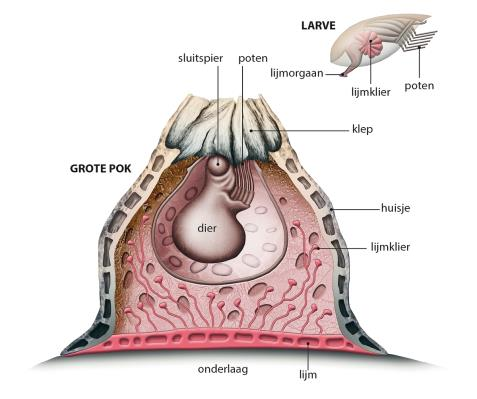 LARVE
sluitspier
poten
lijmorgaan
lijmklier
poten
klep
GROTE POK
huisje
dier
lijmklier
onderlaag
lijm